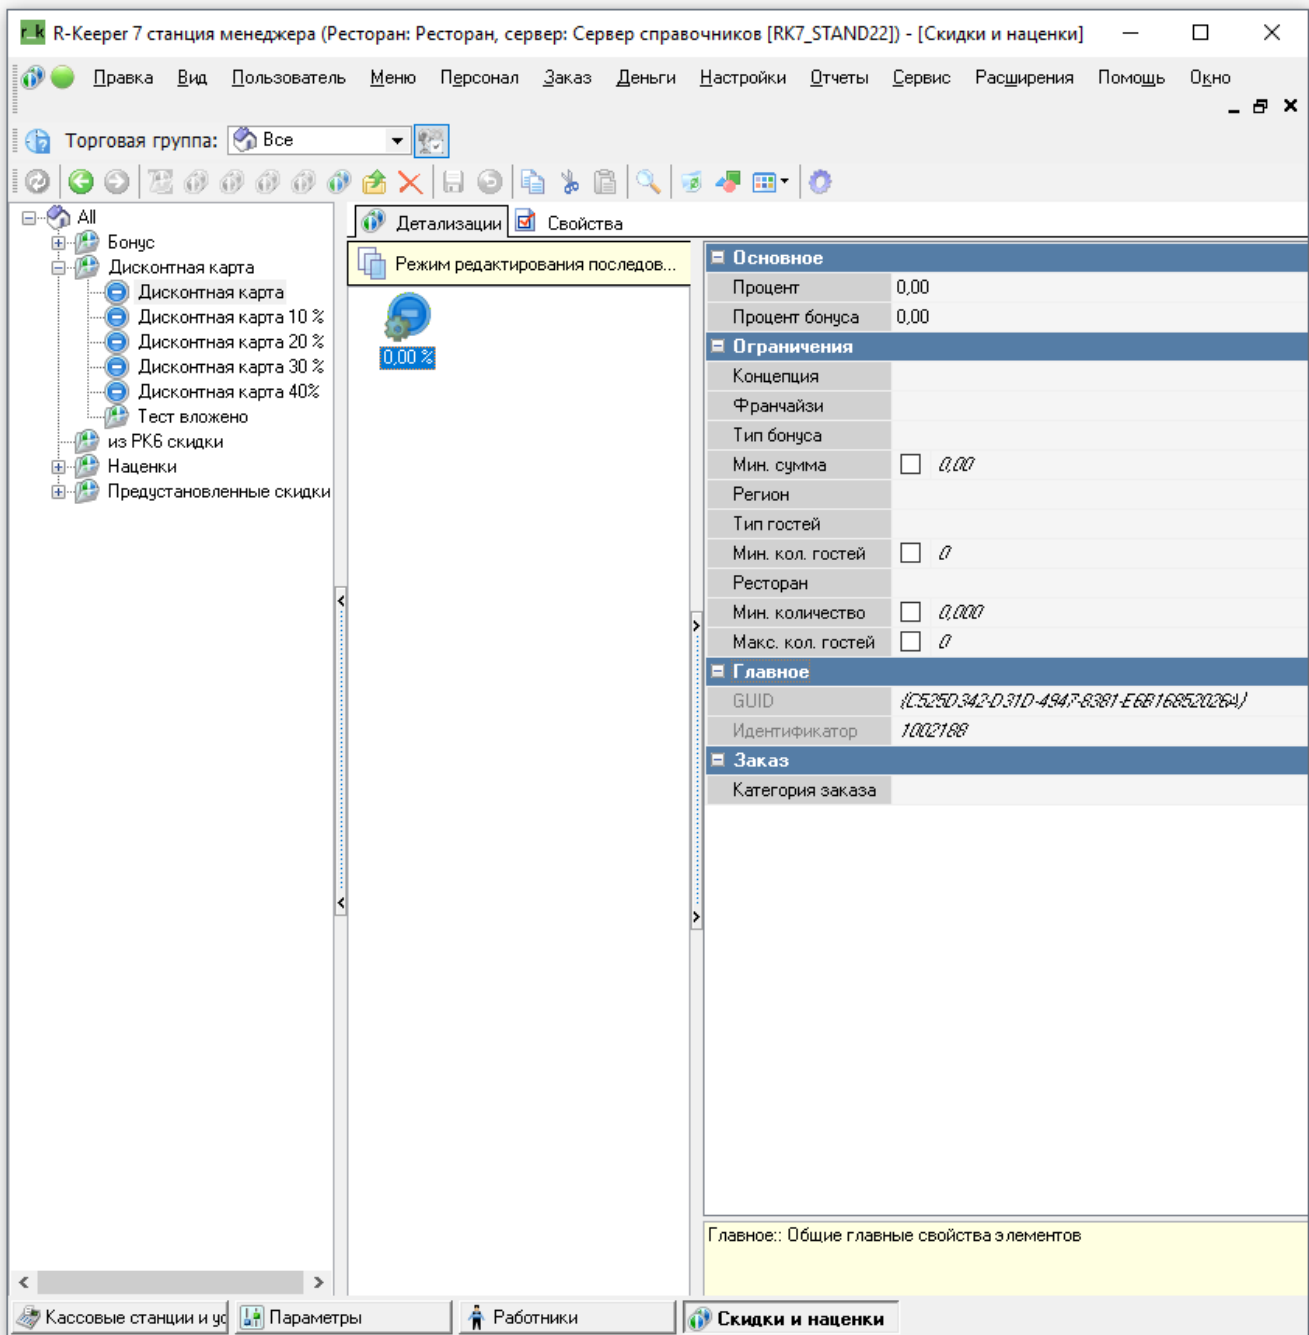 r_k R-Keeper 7 станция менеджера (Ресторан: Ресторан, сервер: Сервер справочников [RK7_STAND22]) - [Скидки и наценки]
Правка Вид Пользователь Меню Персонал Заказ Деньги Настройки Отчеты Сервис Расширения Помощь Окно
Торговая группа: Все
All
Бонус
Дисконтная карта
Дисконтная карта
Дисконтная карта 10 %
Дисконтная карта 20 %
Дисконтная карта 30 %
Дисконтная карта 40%
Тест вложено
из РК6 скидки
Наценки
Предустановленные скидки
Детализации Свойства
Режим редактирования последов...
0,00 %
Основное
Процент 0,00
Процент бонуса 0,00
Ограничения
Концепция
Франчайзи
Тип бонуса
Мин. сумма 0,00
Регион
Тип гостей
Мин. кол. гостей 0
Ресторан
Мин. количество 0,000
Макс. кол. гостей 0
Главное
GUID {C525D342-D31D-4947-8381-E6B16852026A}
Идентификатор 1002188
Заказ
Категория заказа
Главное:: Общие главные свойства элементов
Кассовые станции и ус Параметры Работники Скидки и наценки